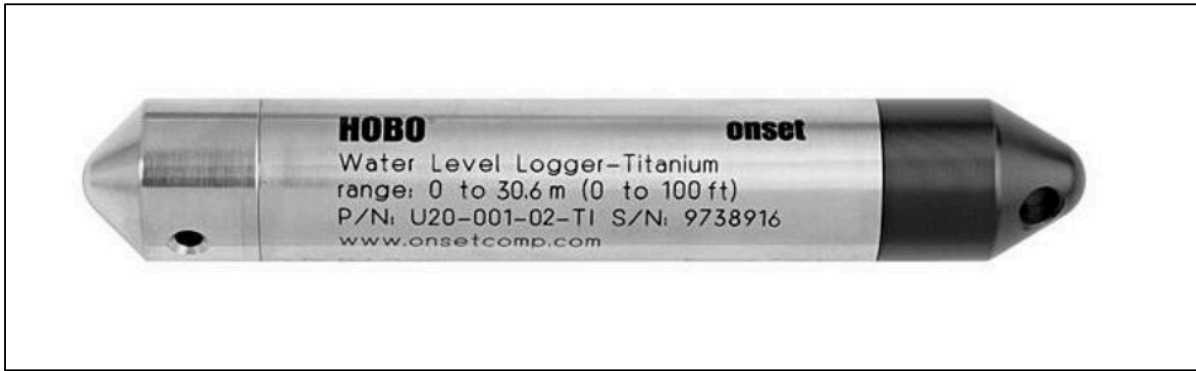 HOBO onset
Water Level Logger-Titanium
range: 0 to 30.6 m (0 to 100 ft)
P/N: U20-001-02-TI S/N: 9738916
www.onsetcomp.com